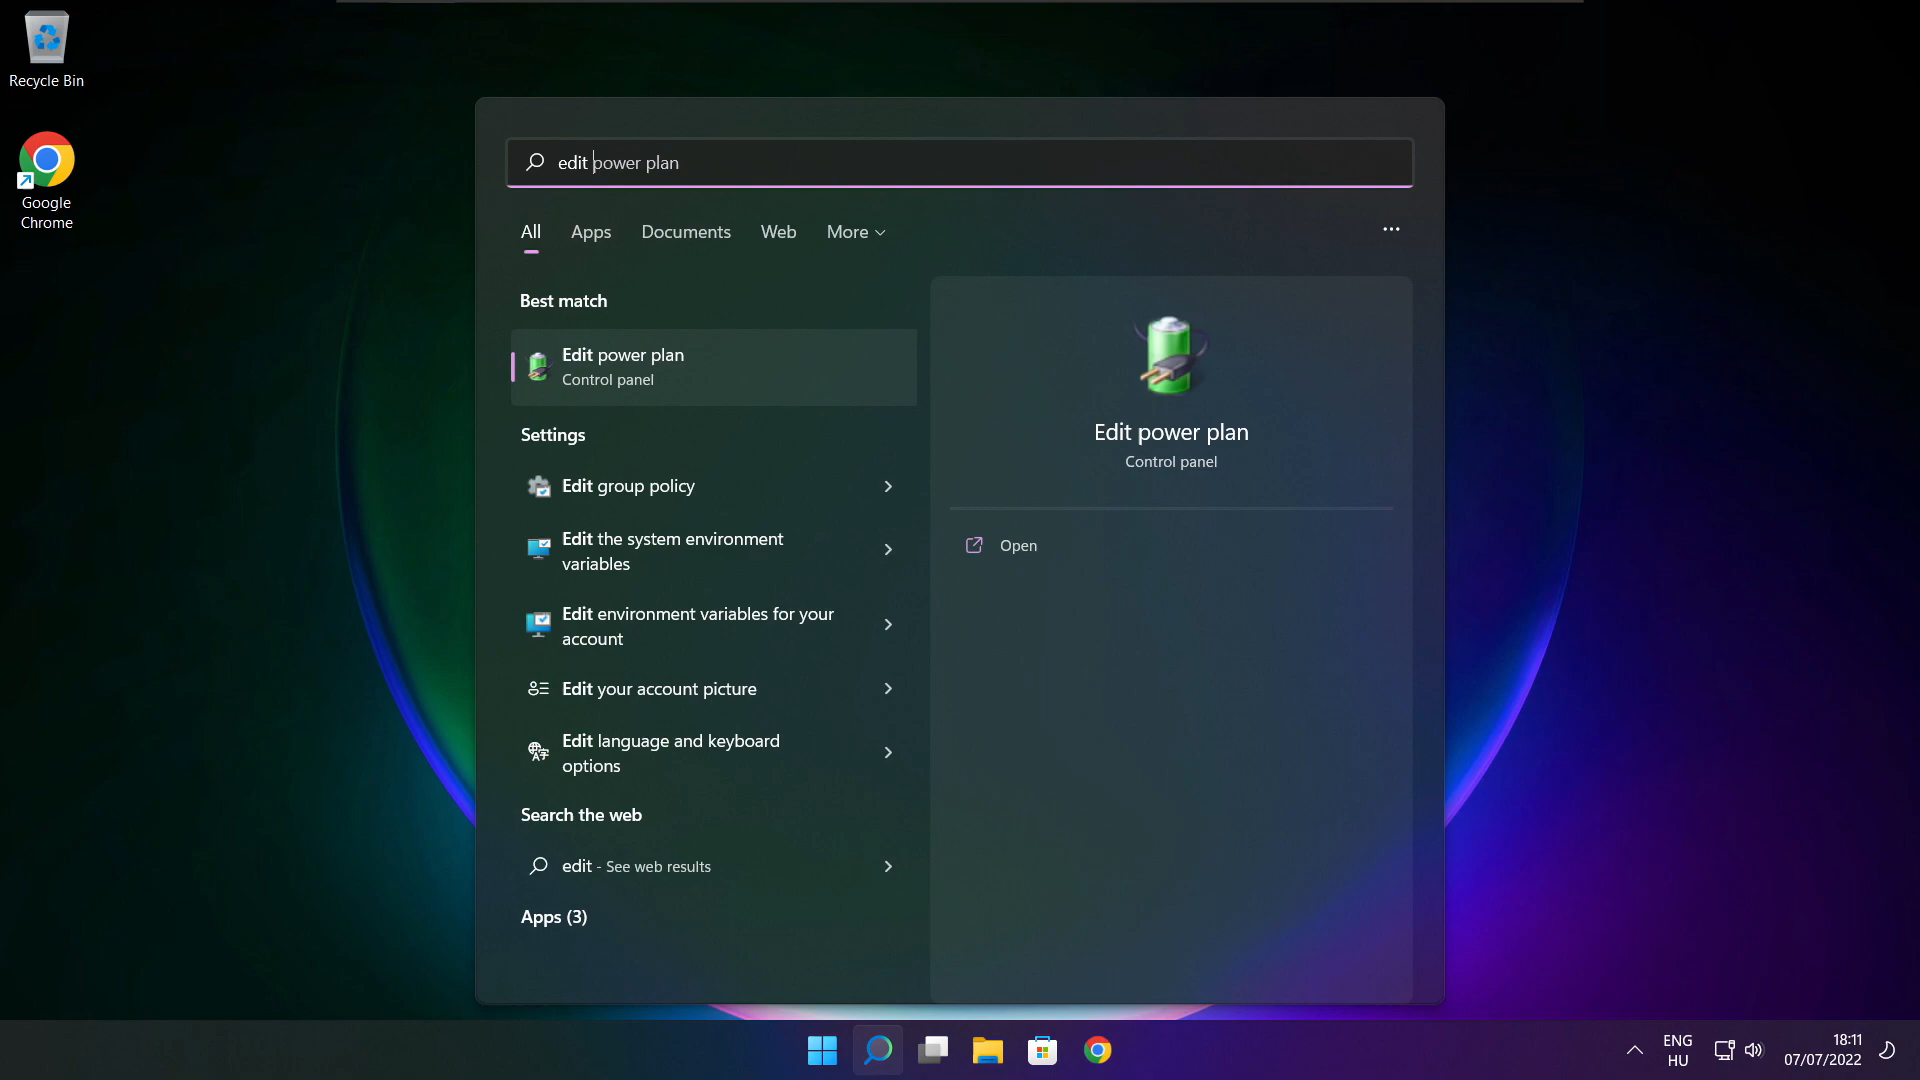 Recycle Bin
Google
Chrome
edit power plan
All Apps Documents Web More
Best match
Edit power plan
Control panel
Settings
Edit group policy
Edit the system environment
variables
Edit environment variables for your
account
Edit your account picture
Edit language and keyboard
options
Search the web
edit - See web results
Apps (3)
Edit power plan
Control panel
Open
ENG
HU
18:11
07/07/2022